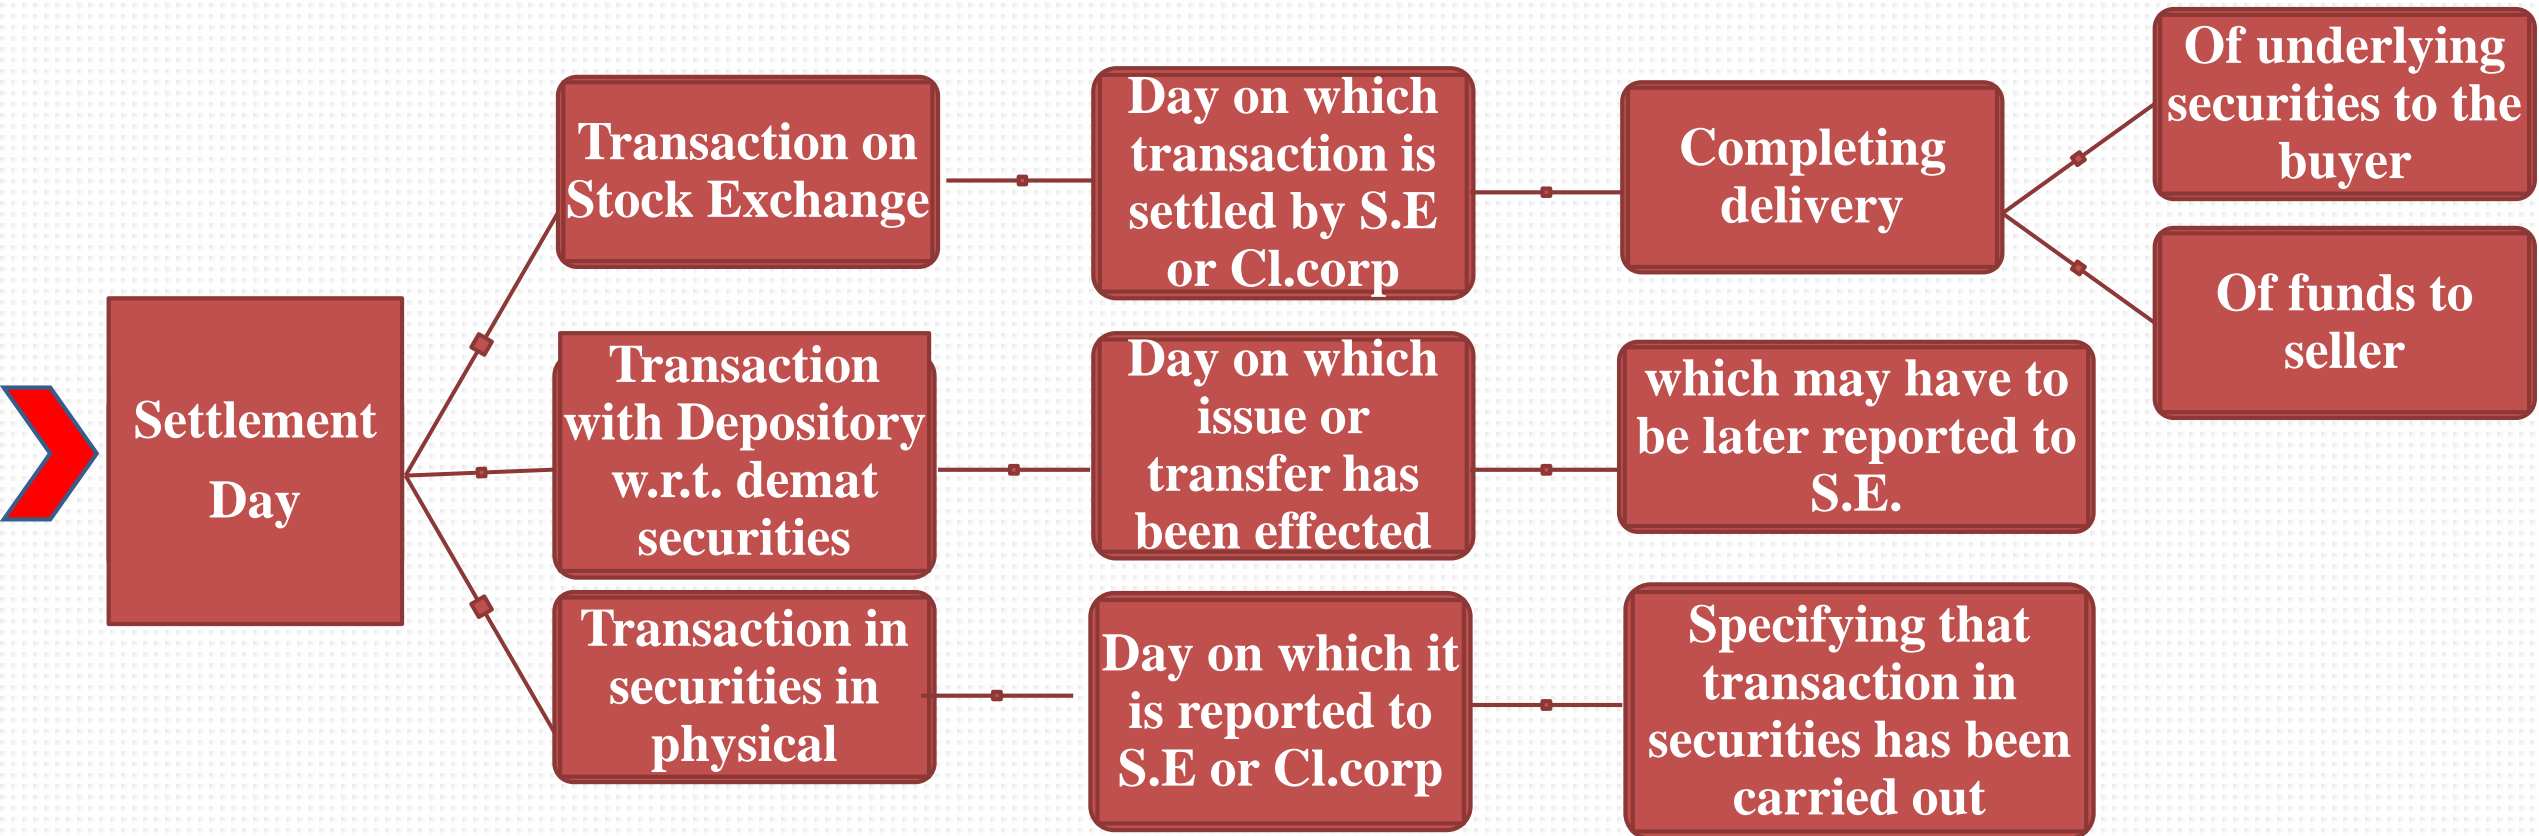 Settlement
Day
Transaction on
Stock Exchange
Day on which
transaction is
settled by S.E
or Cl.corp
Completing
delivery
Of underlying
securities to the
buyer
Of funds to
seller
Transaction
with Depository
w.r.t. demat
securities
Day on which
issue or
transfer has
been effected
which may have to
be later reported to
S.E.
Transaction in
securities in
physical
Day on which it
is reported to
S.E or Cl.corp
Specifying that
transaction in
securities has been
carried out